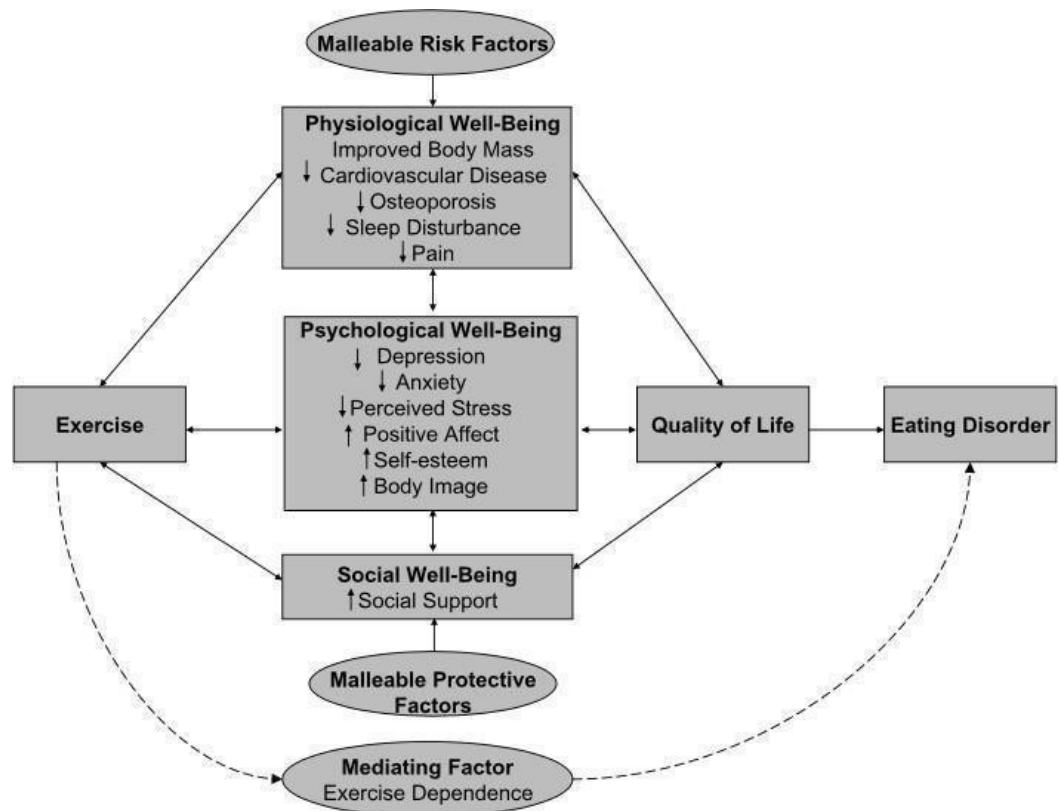 Malleable Risk Factors
Physiological Well-Being
Improved Body Mass
↓ Cardiovascular Disease
↓ Osteoporosis
↓ Sleep Disturbance
↓ Pain
Psychological Well-Being
↓ Depression
↓ Anxiety
↓ Perceived Stress
↑ Positive Affect
↑ Self-esteem
↑ Body Image
Exercise
Quality of Life
Eating Disorder
Social Well-Being
↑ Social Support
Malleable Protective
Factors
Mediating Factor
Exercise Dependence